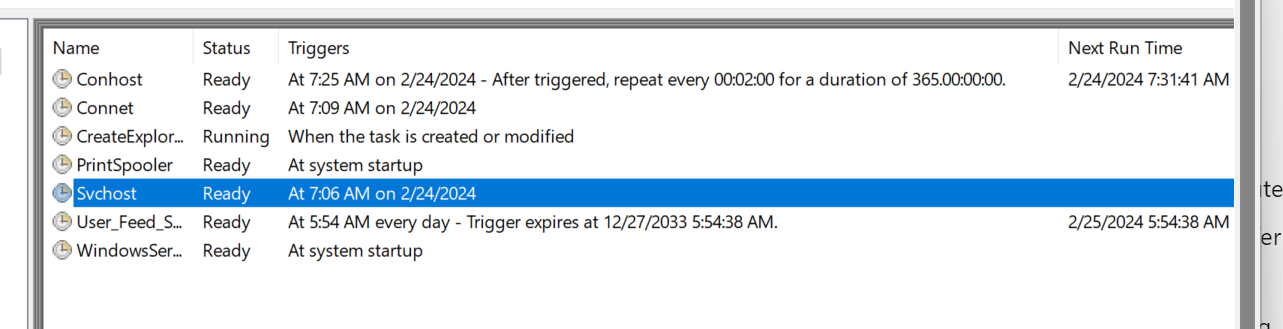 Name Status Triggers Next Run Time
Conhost Ready At 7:25 AM on 2/24/2024 - After triggered, repeat every 00:02:00 for a duration of 365.00:00:00. 2/24/2024 7:31:41 AM
Connet Ready At 7:09 AM on 2/24/2024
CreateExplor... Running When the task is created or modified
PrintSpooler Ready At system startup
Svchost Ready At 7:06 AM on 2/24/2024
User_Feed_S... Ready At 5:54 AM every day - Trigger expires at 12/27/2033 5:54:38 AM. 2/25/2024 5:54:38 AM
WindowsSer... Ready At system startup